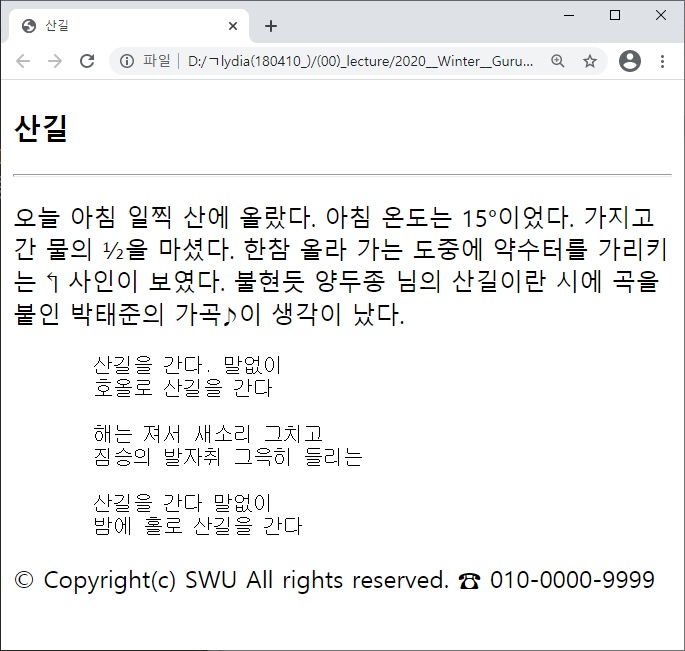 산길
파일 | D:/ㄱlydia(180410_)/(00)_lecture/2020__Winter__Guru...
산길
오늘 아침 일찍 산에 올랐다. 아침 온도는 15°이었다. 가지고
간 물의 ½을 마셨다. 한참 올라 가는 도중에 약수터를 가리키
는 ↰ 사인이 보였다. 불현듯 양두종 님의 산길이란 시에 곡을
붙인 박태준의 가곡♪이 생각이 났다.
산길을 간다. 말없이
호올로 산길을 간다
해는 져서 새소리 그치고
짐승의 발자취 그윽히 들리는
산길을 간다 말없이
밤에 홀로 산길을 간다
© Copyright(c) SWU All rights reserved. ☎ 010-0000-9999